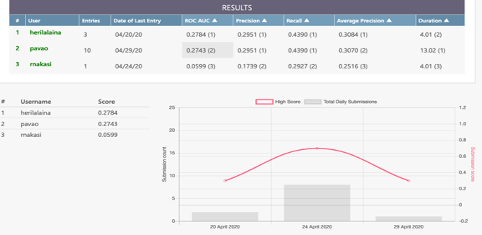 RESULTS
# User Entries Date of Last Entry ROC AUC ▲ Precision ▲ Recall ▲ Average Precision ▲ Duration ▲
1 herilalaina 3 04/20/20 0.2784 (1) 0.2951 (1) 0.4390 (1) 0.3084 (1) 4.01 (2)
2 pavao 10 04/29/20 0.2743 (2) 0.2951 (1) 0.4390 (1) 0.3070 (2) 13.02 (1)
3 rnakasi 1 04/24/20 0.0599 (3) 0.1739 (2) 0.2927 (2) 0.2516 (3) 4.01 (3)
# Username Score
1 herilalaina 0.2784
2 pavao 0.2743
3 rnakasi 0.0599
High Score Total Daily Submissions
Submission count
25
20
15
10
5
0
1.2
1.0
0.8
0.6
0.4
0.2
0
-0.2
Submission score
20 April 2020 24 April 2020 29 April 2020